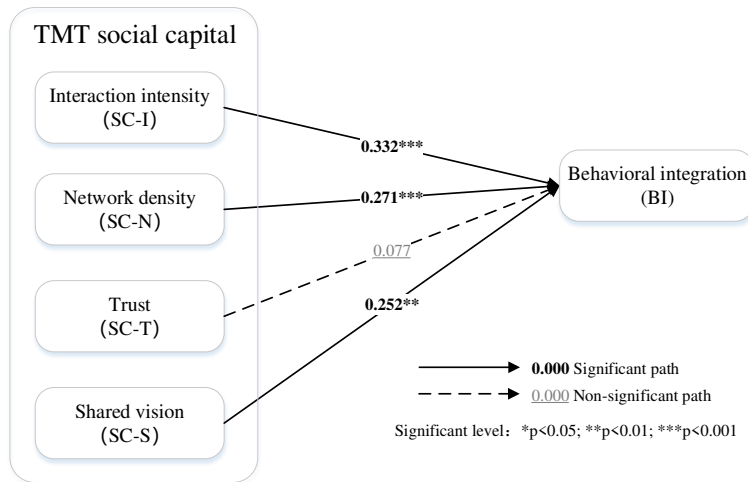 TMT social capital
Interaction intensity
(SC-I)
Network density
(SC-N)
Trust
(SC-T)
Shared vision
(SC-S)
0.332***
0.271***
0.077
0.252**
Behavioral integration
(BI)
0.000 Significant path
0.000 Non-significant path
Significant level：*p<0.05; **p<0.01; ***p<0.001